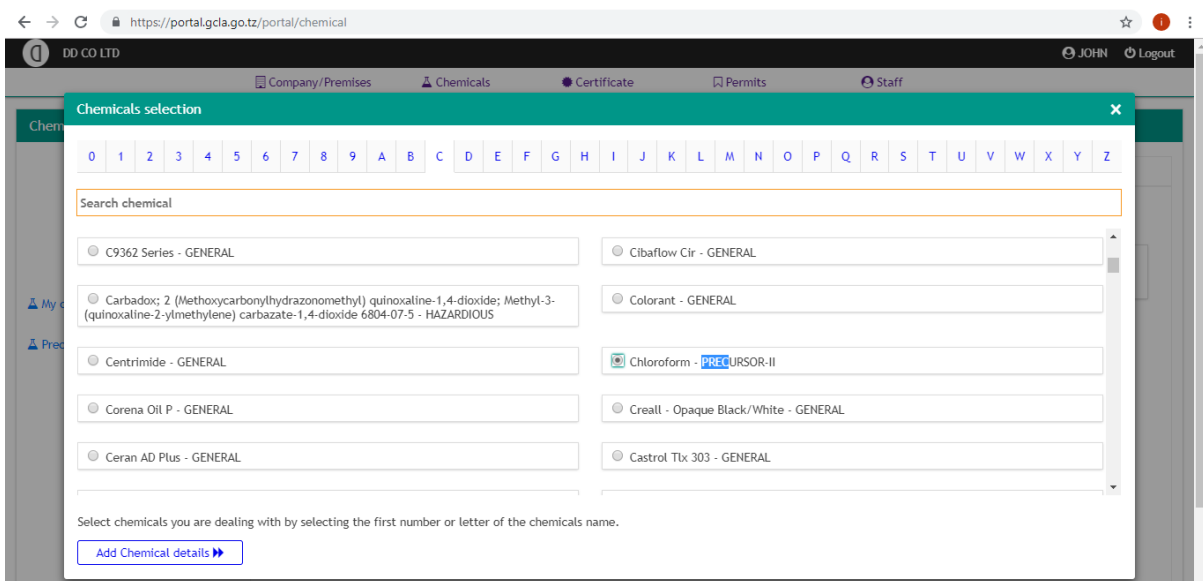 https://portal.gcla.go.tz/portal/chemical
i
DD CO LTD
JOHN Logout
Company/Premises Chemicals Certificate Permits Staff
Chem
Chemicals selection ×
0 1 2 3 4 5 6 7 8 9 A B C D E F G H I J K L M N O P Q R S T U V W X Y Z
Search chemical
C9362 Series - GENERAL
Cibaflow Cir - GENERAL
Carbadox; 2 (Methoxycarbonylhydrazonomethyl) quinoxaline-1,4-dioxide; Methyl-3-
(quinoxaline-2-ylmethylene) carbazate-1,4-dioxide 6804-07-5 - HAZARDIOUS
Colorant - GENERAL
My c
Prec
Centrimide - GENERAL
Chloroform - PRECURSOR-II
Corena Oil P - GENERAL
Creall - Opaque Black/White - GENERAL
Ceran AD Plus - GENERAL
Castrol Tlx 303 - GENERAL
Select chemicals you are dealing with by selecting the first number or letter of the chemicals name.
Add Chemical details